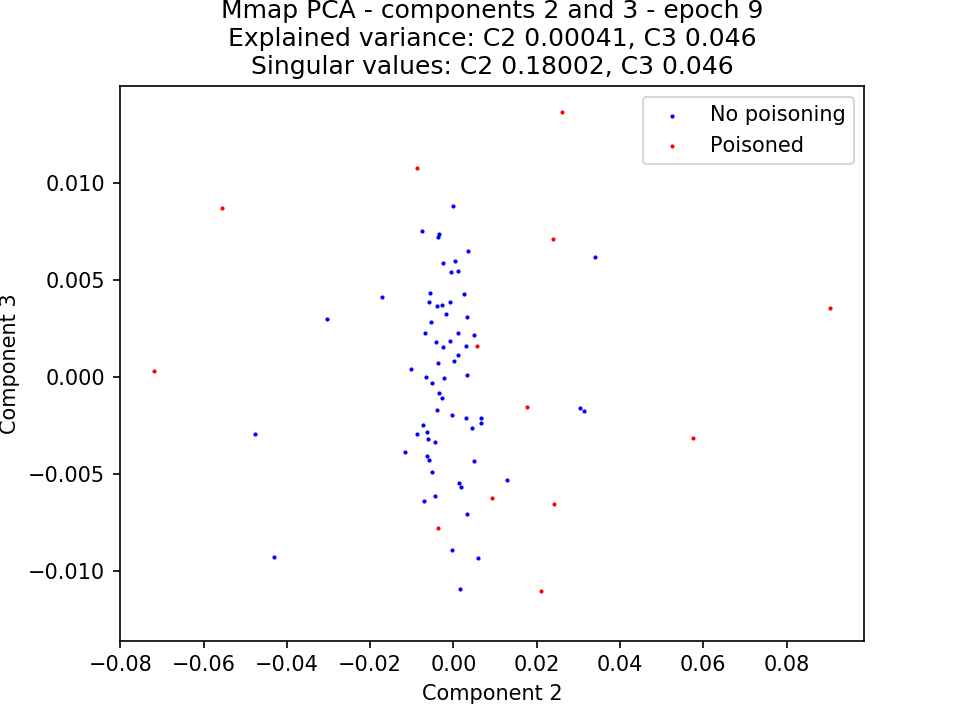 Mmap PCA - components 2 and 3 - epoch 9
Explained variance: C2 0.00041, C3 0.046
Singular values: C2 0.18002, C3 0.046
No poisoning
Poisoned
0.010
0.005
0.000
−0.005
−0.010
Component 3
−0.08 −0.06 −0.04 −0.02 0.00 0.02 0.04 0.06 0.08
Component 2